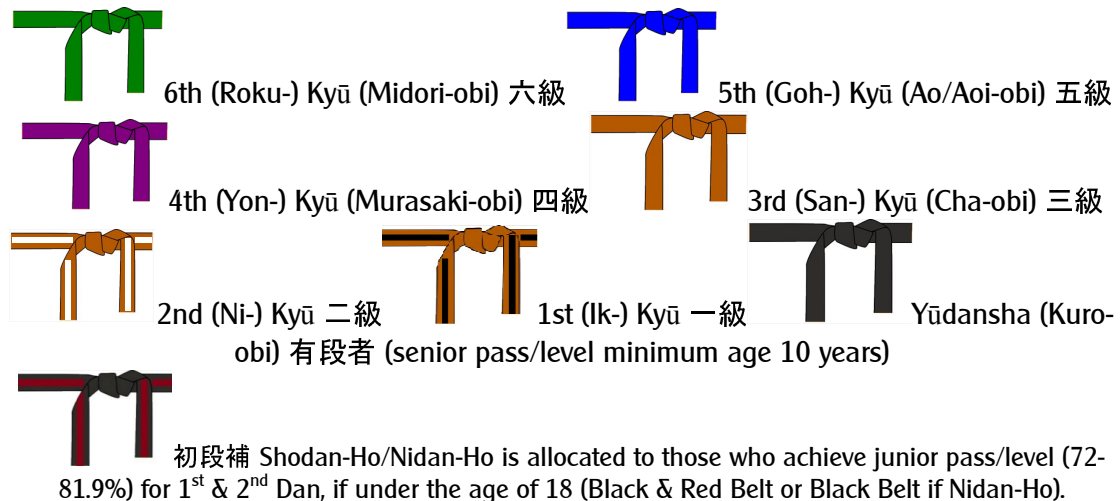 6th (Roku-) Kyū (Midori-obi) 六級 5th (Goh-) Kyū (Ao/Aoi-obi) 五級
4th (Yon-) Kyū (Murasaki-obi) 四級 3rd (San-) Kyū (Cha-obi) 三級
2nd (Ni-) Kyū 二級 1st (Ik-) Kyū 一級 Yūdansha (Kuro-
obi) 有段者 (senior pass/level minimum age 10 years)
初段補 Shodan-Ho/Nidan-Ho is allocated to those who achieve junior pass/level (72-
81.9%) for 1st & 2nd Dan, if under the age of 18 (Black & Red Belt or Black Belt if Nidan-Ho).